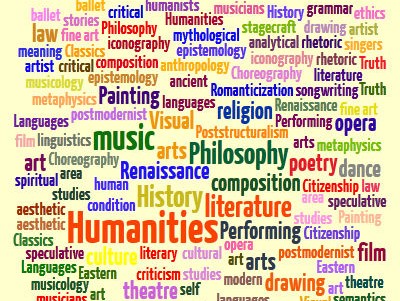 ballet humanists
ballet critical musicians History grammar ethics
stories Philosophy Humanities stagecraft drawing artist
law fine art mythological
iconography analytical rhetoric singers
meaning Classics epistemology
artist critical composition anthropology iconography rhetoric Truth
musicology epistemology ancient Choreography literature
Romanticization songwriting Truth
metaphysics Painting languages Renaissance fine art
religion
Languages postmodernist Visual Performing opera
Poststructuralism
film linguistics music arts metaphysics
arts Philosophy
art Choreography poetry dance
Renaissance
spiritual area human composition Citizenship law
studies History area speculative
aesthetic condition literature
aesthetic Humanities studies Painting
Classics Performing Citizenship
speculative culture literary cultural opera postmodernist film
art arts
Languages Eastern criticism studies Eastern
musicology modern drawing theatre
theatre self art
musicians art languages Visual semantics